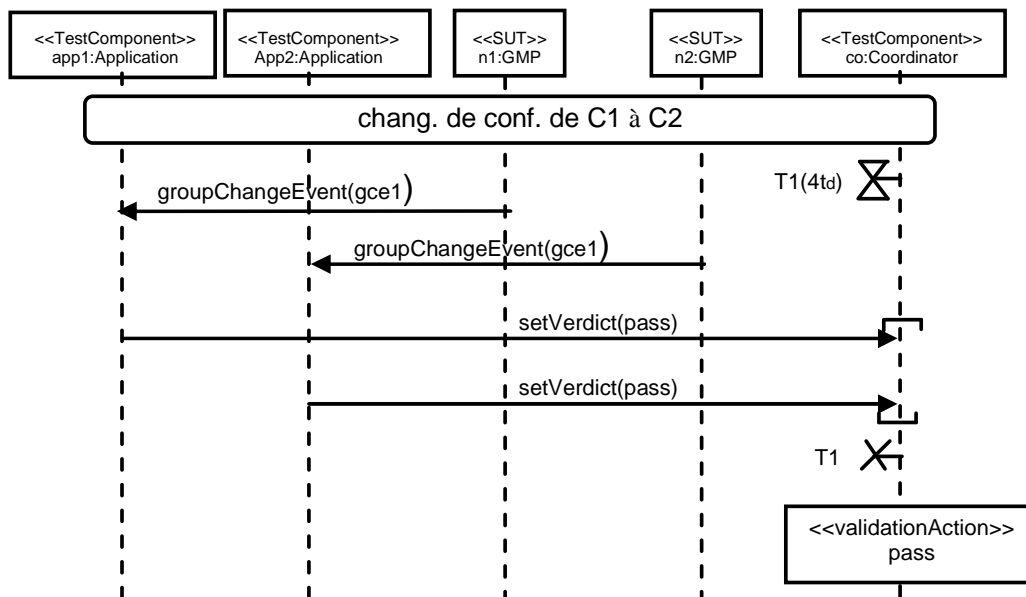 <<TestComponent>>
app1:Application
<<TestComponent>>
App2:Application
<<SUT>>
n1:GMP
<<SUT>>
n2:GMP
<<TestComponent>>
co:Coordinator
chang. de conf. de C1 à C2
T1(4td)
groupChangeEvent(gce1)
groupChangeEvent(gce1)
setVerdict(pass)
setVerdict(pass)
T1
<<validationAction>>
pass